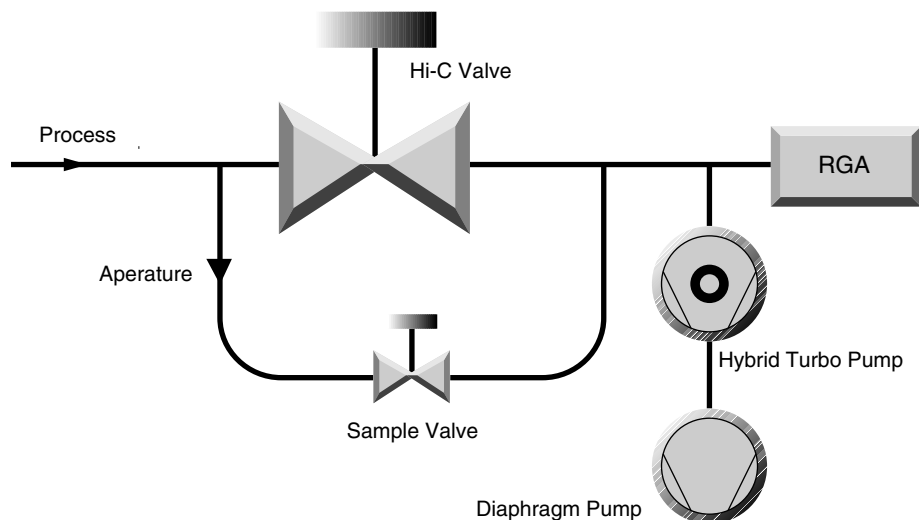 Hi-C Valve
Process
RGA
Aperature
Hybrid Turbo Pump
Sample Valve
Diaphragm Pump